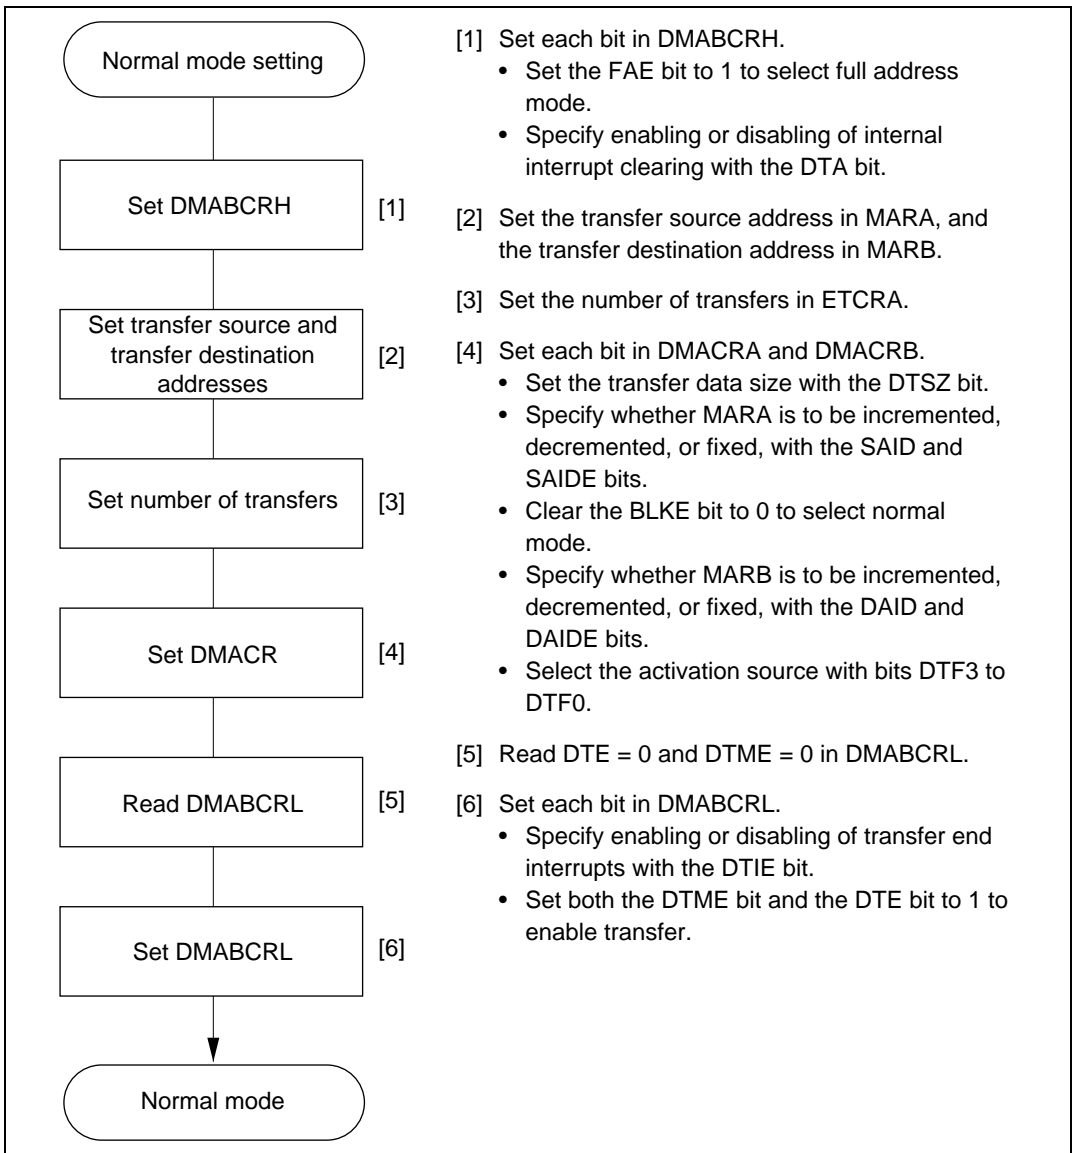 Normal mode setting
Set DMABCRH
[1]
Set transfer source and
transfer destination
addresses
[2]
Set number of transfers
[3]
Set DMACR
[4]
Read DMABCRL
[5]
Set DMABCRL
[6]
Normal mode
[1] Set each bit in DMABCRH.
• Set the FAE bit to 1 to select full address
mode.
• Specify enabling or disabling of internal
interrupt clearing with the DTA bit.
[2] Set the transfer source address in MARA, and
the transfer destination address in MARB.
[3] Set the number of transfers in ETCRA.
[4] Set each bit in DMACRA and DMACRB.
• Set the transfer data size with the DTSZ bit.
• Specify whether MARA is to be incremented,
decremented, or fixed, with the SAID and
SAIDE bits.
• Clear the BLKE bit to 0 to select normal
mode.
• Specify whether MARB is to be incremented,
decremented, or fixed, with the DAID and
DAIDE bits.
• Select the activation source with bits DTF3 to
DTF0.
[5] Read DTE = 0 and DTME = 0 in DMABCRL.
[6] Set each bit in DMABCRL.
• Specify enabling or disabling of transfer end
interrupts with the DTIE bit.
• Set both the DTME bit and the DTE bit to 1 to
enable transfer.